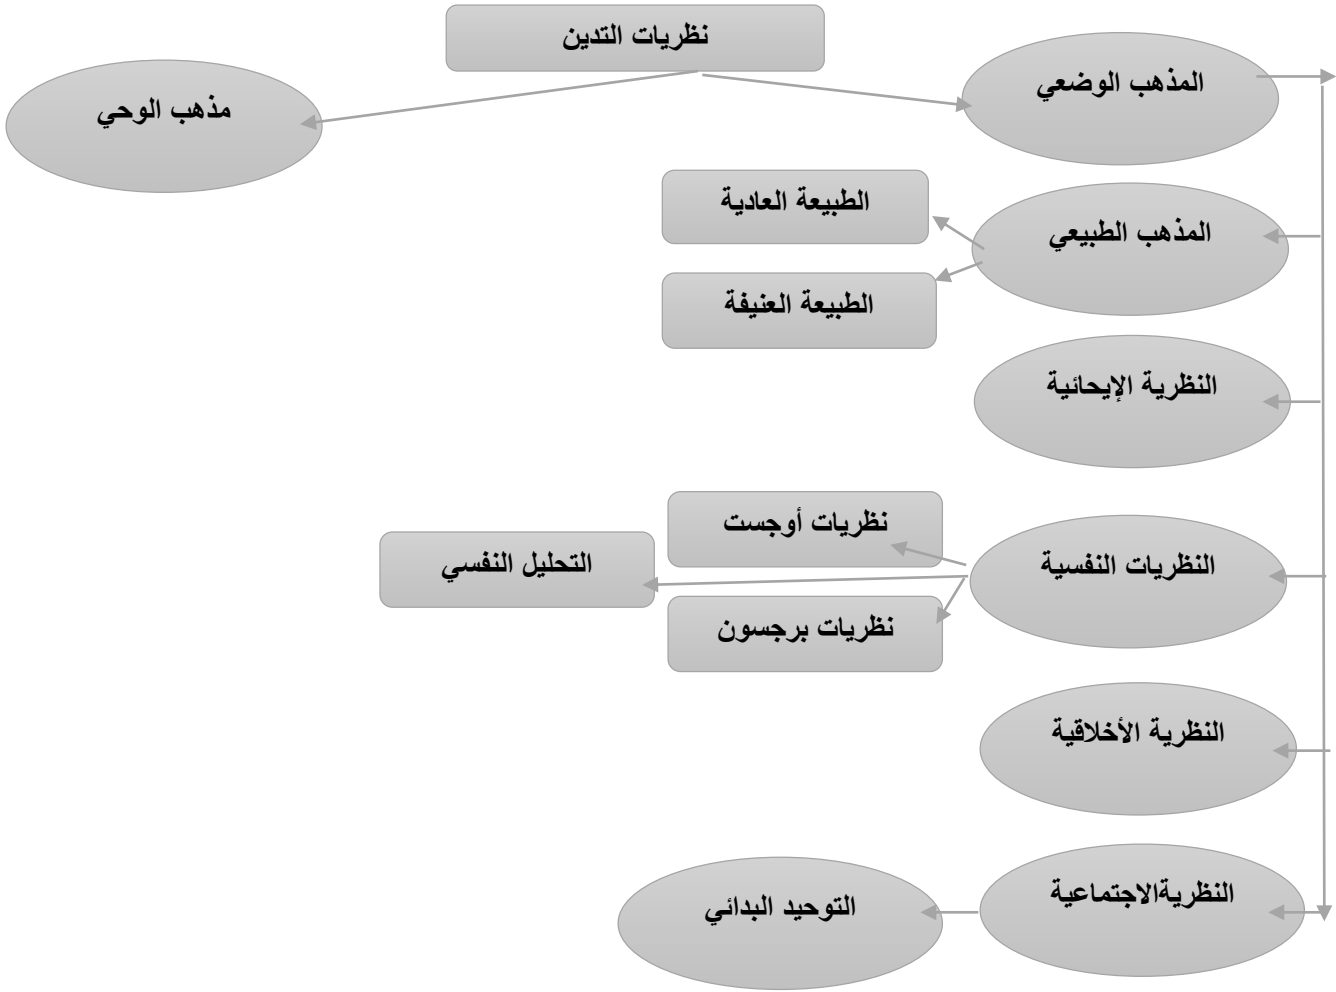 نظريات التدين
المذهب الوضعي
مذهب الوحي
المذهب الطبيعي
الطبيعة العادية
الطبيعة العنيفة
النظرية الإيحائية
النظريات النفسية
نظريات أوجست
التحليل النفسي
نظريات برجسون
النظرية الأخلاقية
النظريةالاجتماعية
التوحيد البدائي